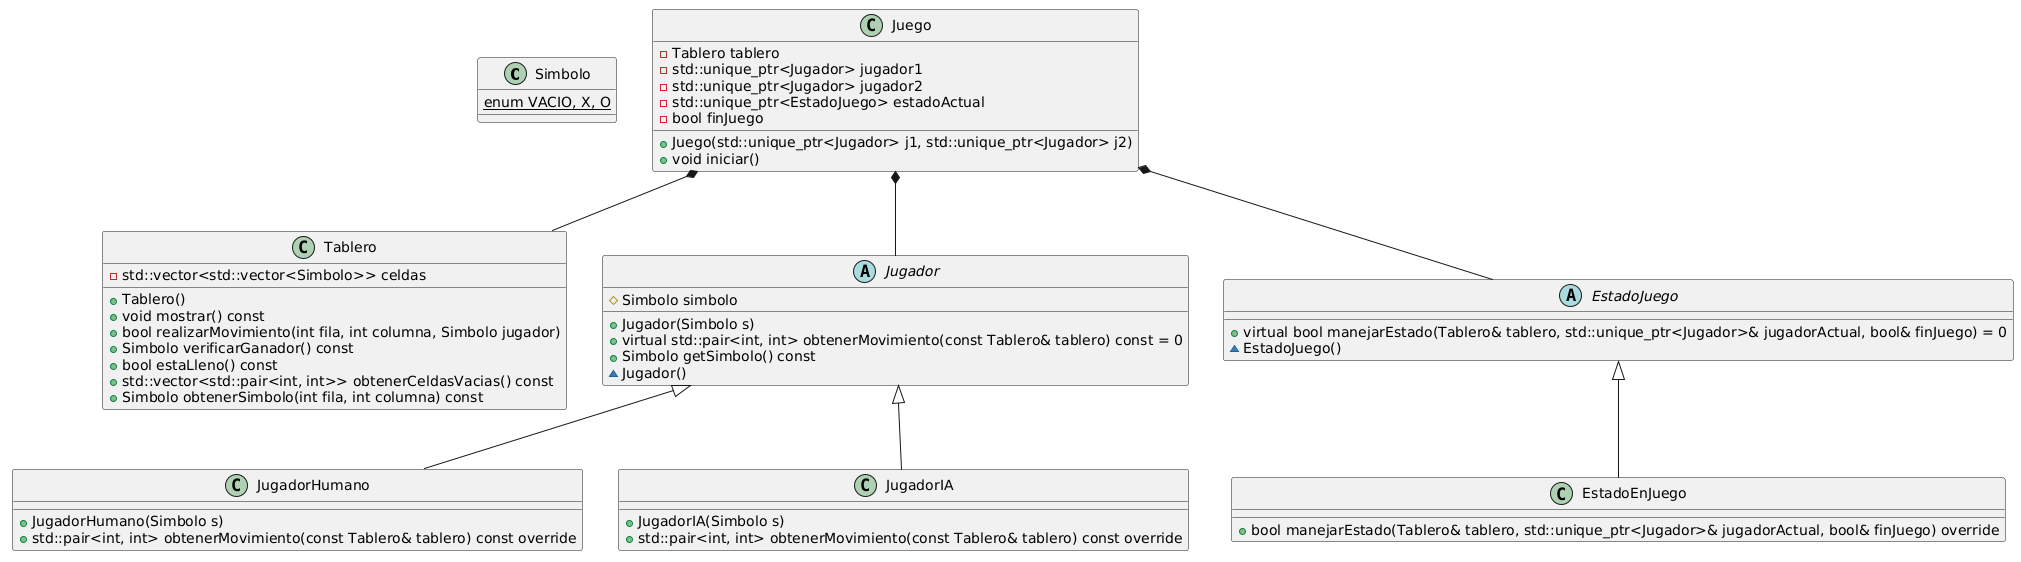 C Simbolo
enum VACIO, X, O
C Juego
Tablero tablero
std::unique_ptr<Jugador> jugador1
std::unique_ptr<Jugador> jugador2
std::unique_ptr<EstadoJuego> estadoActual
bool finJuego
Juego(std::unique_ptr<Jugador> j1, std::unique_ptr<Jugador> j2)
void iniciar()
C Tablero
std::vector<std::vector<Simbolo>> celdas
Tablero()
void mostrar() const
bool realizarMovimiento(int fila, int columna, Simbolo jugador)
Simbolo verificarGanador() const
bool estaLleno() const
std::vector<std::pair<int, int>> obtenerCeldasVacias() const
Simbolo obtenerSimbolo(int fila, int columna) const
A Jugador
Simbolo simbolo
Jugador(Simbolo s)
virtual std::pair<int, int> obtenerMovimiento(const Tablero& tablero) const = 0
Simbolo getSimbolo() const
Jugador()
A EstadoJuego
virtual bool manejarEstado(Tablero& tablero, std::unique_ptr<Jugador>& jugadorActual, bool& finJuego) = 0
EstadoJuego()
C JugadorHumano
JugadorHumano(Simbolo s)
std::pair<int, int> obtenerMovimiento(const Tablero& tablero) const override
C JugadorIA
JugadorIA(Simbolo s)
std::pair<int, int> obtenerMovimiento(const Tablero& tablero) const override
C EstadoEnJuego
bool manejarEstado(Tablero& tablero, std::unique_ptr<Jugador>& jugadorActual, bool& finJuego) override